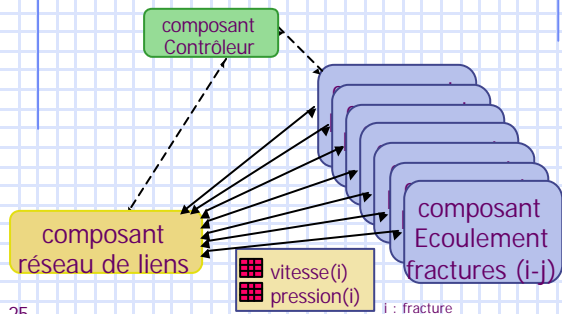 composant
Contrôleur
composant
réseau de liens
composant
Ecoulement
fractures (i-j)
vitesse(i)
pression(i)
i : fracture
25